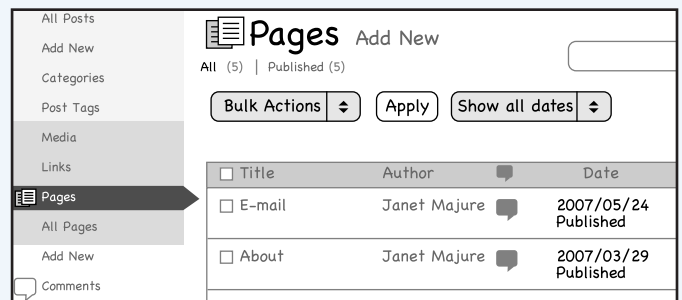 All Posts
Add New
Categories
Post Tags
Media
Links
Pages
All Pages
Add New
Comments
Pages Add New
All (5) | Published (5)
Bulk Actions Apply Show all dates
Title Author Date
E-mail Janet Majure 2007/05/24
Published
About Janet Majure 2007/03/29
Published